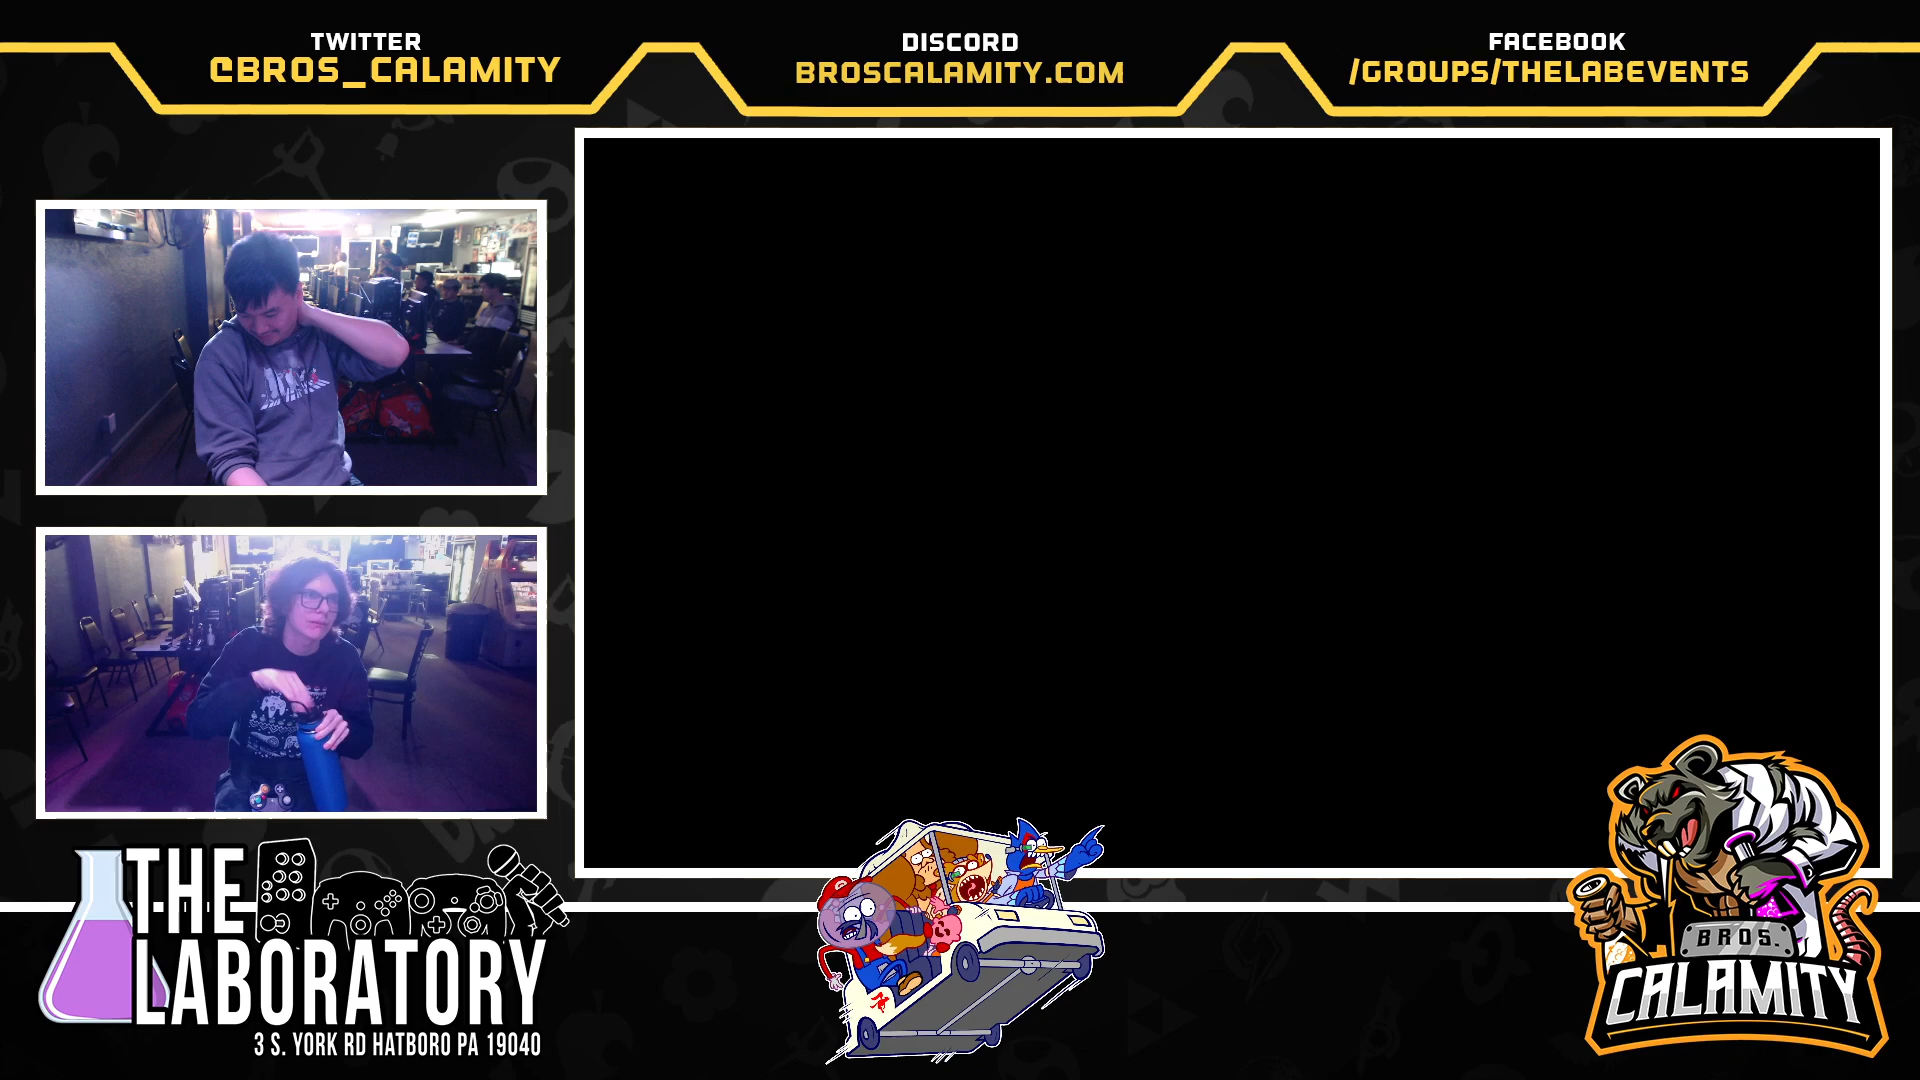 TWITTER
@BROS_CALAMITY
DISCORD
BROSCALAMITY.COM
FACEBOOK
/GROUPS/THELABEVENTS
THE
LABORATORY
3 S. YORK RD HATBORO PA 19040
BROS.
CALAMITY